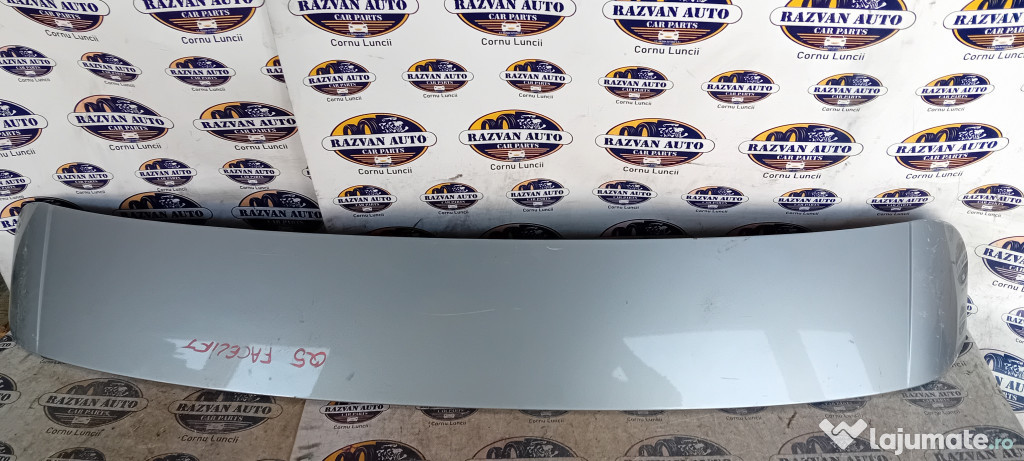 RAZVAN AUTO
CAR PARTS
Cornu Luncii
Q5 FACELIFT
lajumate.ro